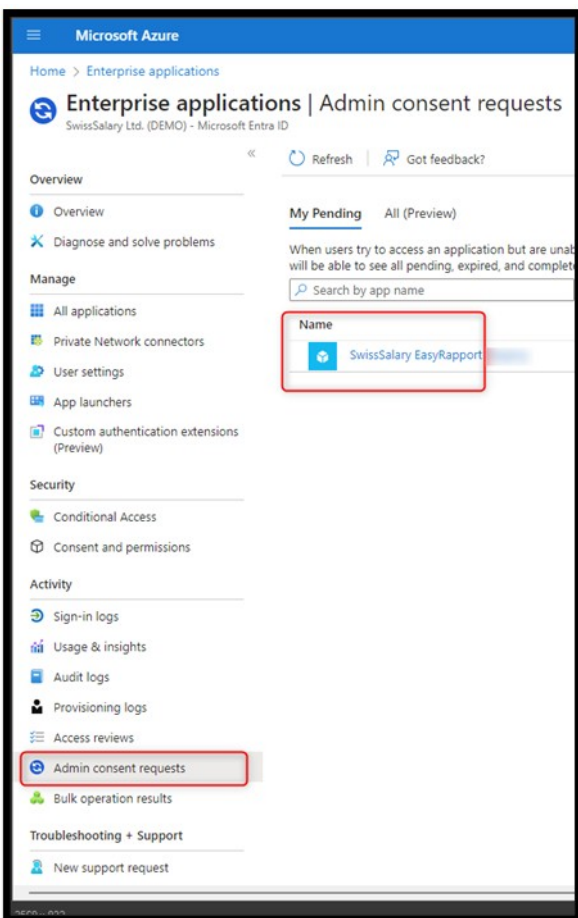 Microsoft Azure
Home > Enterprise applications
Enterprise applications | Admin consent requests
SwissSalary Ltd. (DEMO) - Microsoft Entra ID
«
Refresh
Got feedback?
Overview
Overview
Diagnose and solve problems
Manage
All applications
Private Network connectors
User settings
App launchers
Custom authentication extensions
(Preview)
Security
Conditional Access
Consent and permissions
Activity
Sign-in logs
Usage & insights
Audit logs
Provisioning logs
Access reviews
Admin consent requests
Bulk operation results
Troubleshooting + Support
New support request
My Pending
All (Preview)
When users try to access an application but are unab
will be able to see all pending, expired, and complete
Search by app name
Name
SwissSalary EasyRapport